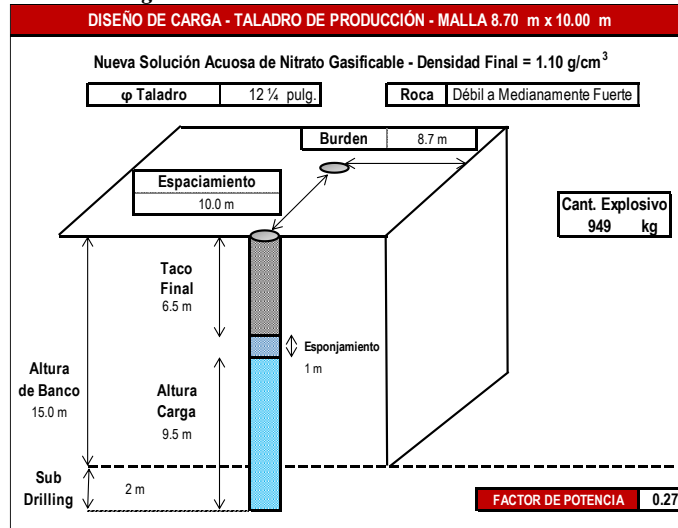 DISEÑO DE CARGA - TALADRO DE PRODUCCIÓN - MALLA 8.70 m x 10.00 m
Nueva Solución Acuosa de Nitrato Gasificable - Densidad Final = 1.10 g/cm³
φ Taladro 12 ¼ pulg.
Roca Débil a Medianamente Fuerte
Burden 8.7 m
Espaciamiento
10.0 m
Cant. Explosivo
949 kg
Taco
Final
6.5 m
Esponjamiento
1 m
Altura
de Banco
15.0 m
Altura
Carga
9.5 m
Sub
Drilling
2 m
FACTOR DE POTENCIA 0.27